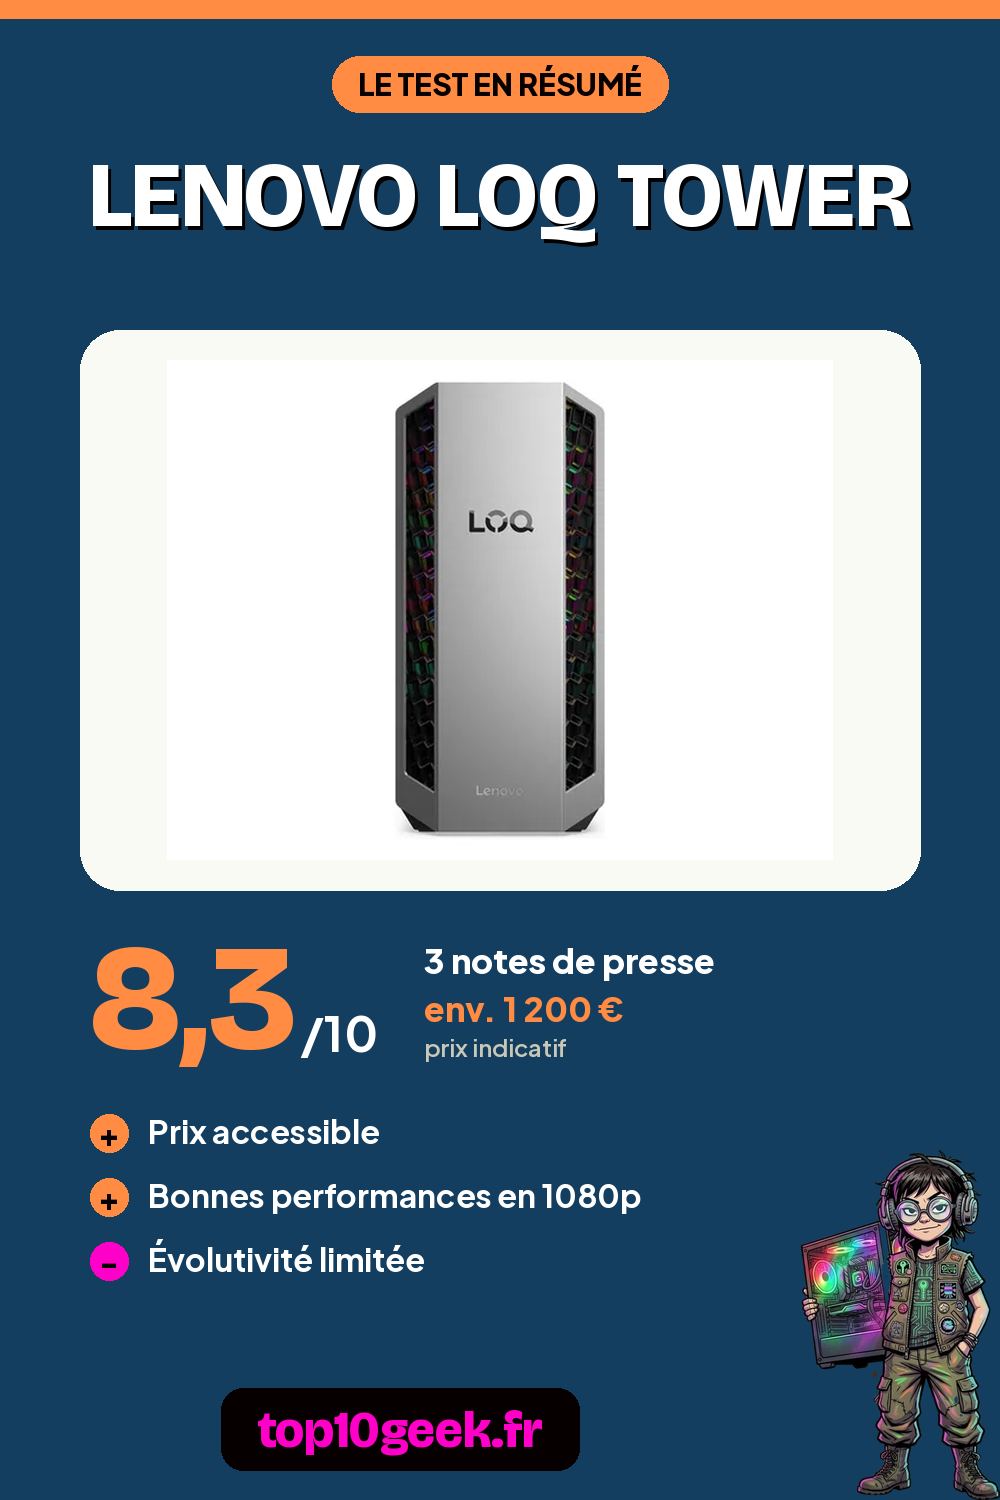 LE TEST EN RÉSUMÉ
LENOVO LOQ TOWER
LOQ
Lenovo
8,3/10
3 notes de presse
env. 1 200 €
prix indicatif
+ Prix accessible
+ Bonnes performances en 1080p
- Évolutivité limitée
top10geek.fr